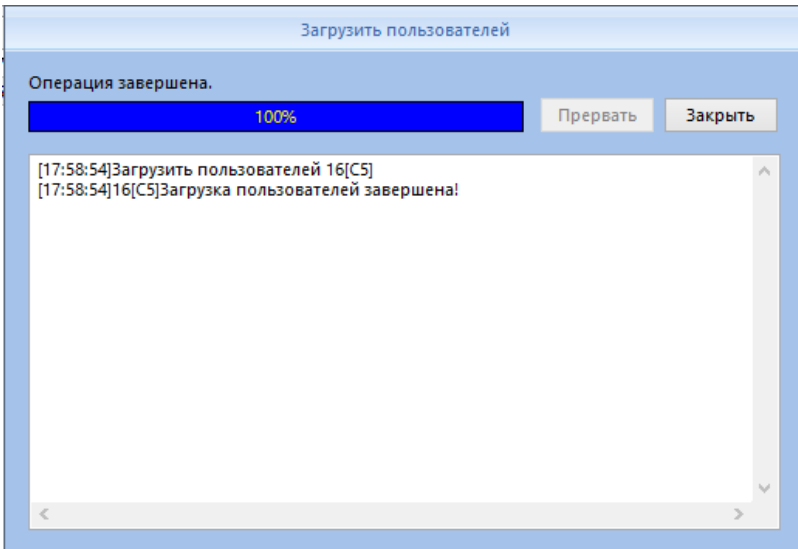 Загрузить пользователей
Операция завершена.
100%
Прервать
Закрыть
[17:58:54]Загрузить пользователей 16[C5]
[17:58:54]16[C5]Загрузка пользователей завершена!